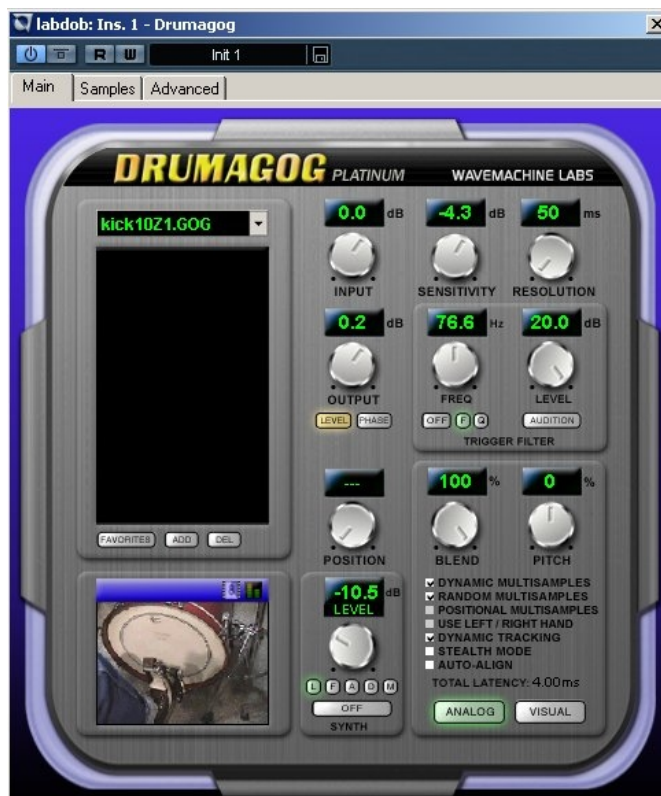 labdob: Ins. 1 - Drumagog
R W Init 1
Main Samples Advanced
DRUMAGOG PLATINUM WAVEMACHINE LABS
kick10Z1.GOG
0.0 dB -4.3 dB 50 ms
INPUT SENSITIVITY RESOLUTION
0.2 dB 76.6 Hz 20.0 dB
OUTPUT FREQ LEVEL
LEVEL PHASE OFF F Q AUDITION
TRIGGER FILTER
--- 100 % 0 %
FAVORITES ADD DEL
POSITION BLEND PITCH
-10.5 dB
LEVEL
L F A D M
OFF
SYNTH
DYNAMIC MULTISAMPLES
RANDOM MULTISAMPLES
POSITIONAL MULTISAMPLES
USE LEFT / RIGHT HAND
DYNAMIC TRACKING
STEALTH MODE
AUTO-ALIGN
TOTAL LATENCY: 4.00ms
ANALOG VISUAL